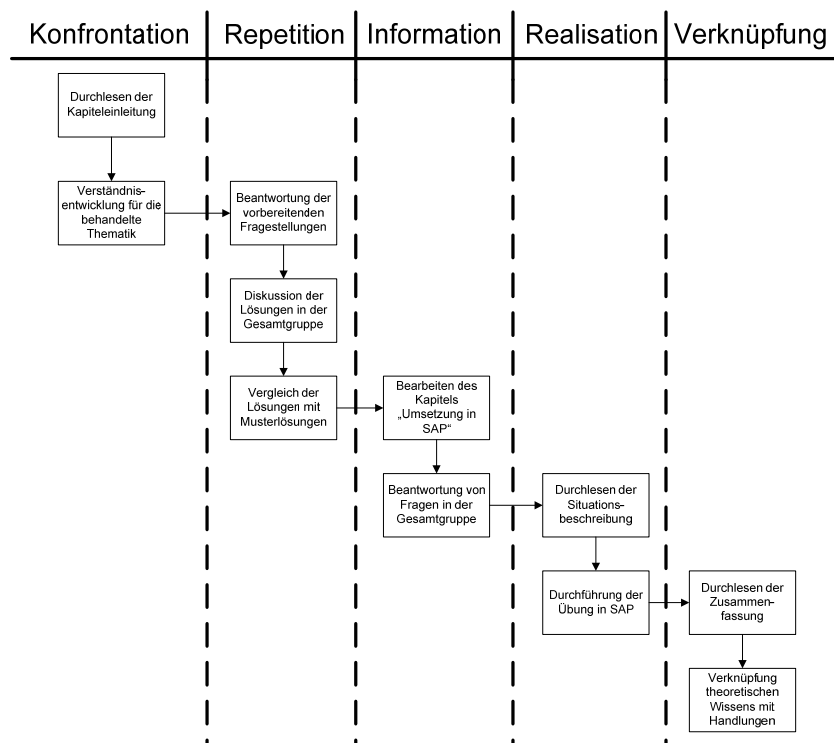 Konfrontation
Repetition
Information
Realisation
Verknüpfung
Durchlesen der
Kapiteleinleitung
Verständnis-
entwicklung für die
behandelte
Thematik
Beantwortung der
vorbereitenden
Fragestellungen
Diskussion der
Lösungen in der
Gesamtgruppe
Vergleich der
Lösungen mit
Musterlösungen
Bearbeiten des
Kapitels
„Umsetzung in
SAP“
Beantwortung von
Fragen in der
Gesamtgruppe
Durchlesen der
Situations-
beschreibung
Durchführung der
Übung in SAP
Durchlesen der
Zusammen-
fassung
Verknüpfung
theoretischen
Wissens mit
Handlungen